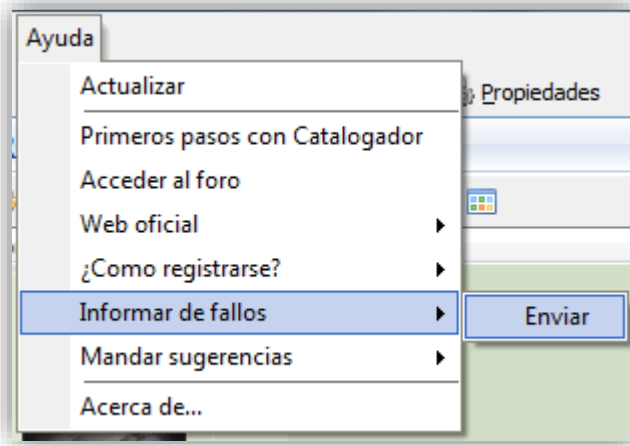 Ayuda
Actualizar
Propiedades
Primeros pasos con Catalogador
Acceder al foro
Web oficial
¿Como registrarse?
Informar de fallos
Enviar
Mandar sugerencias
Acerca de...